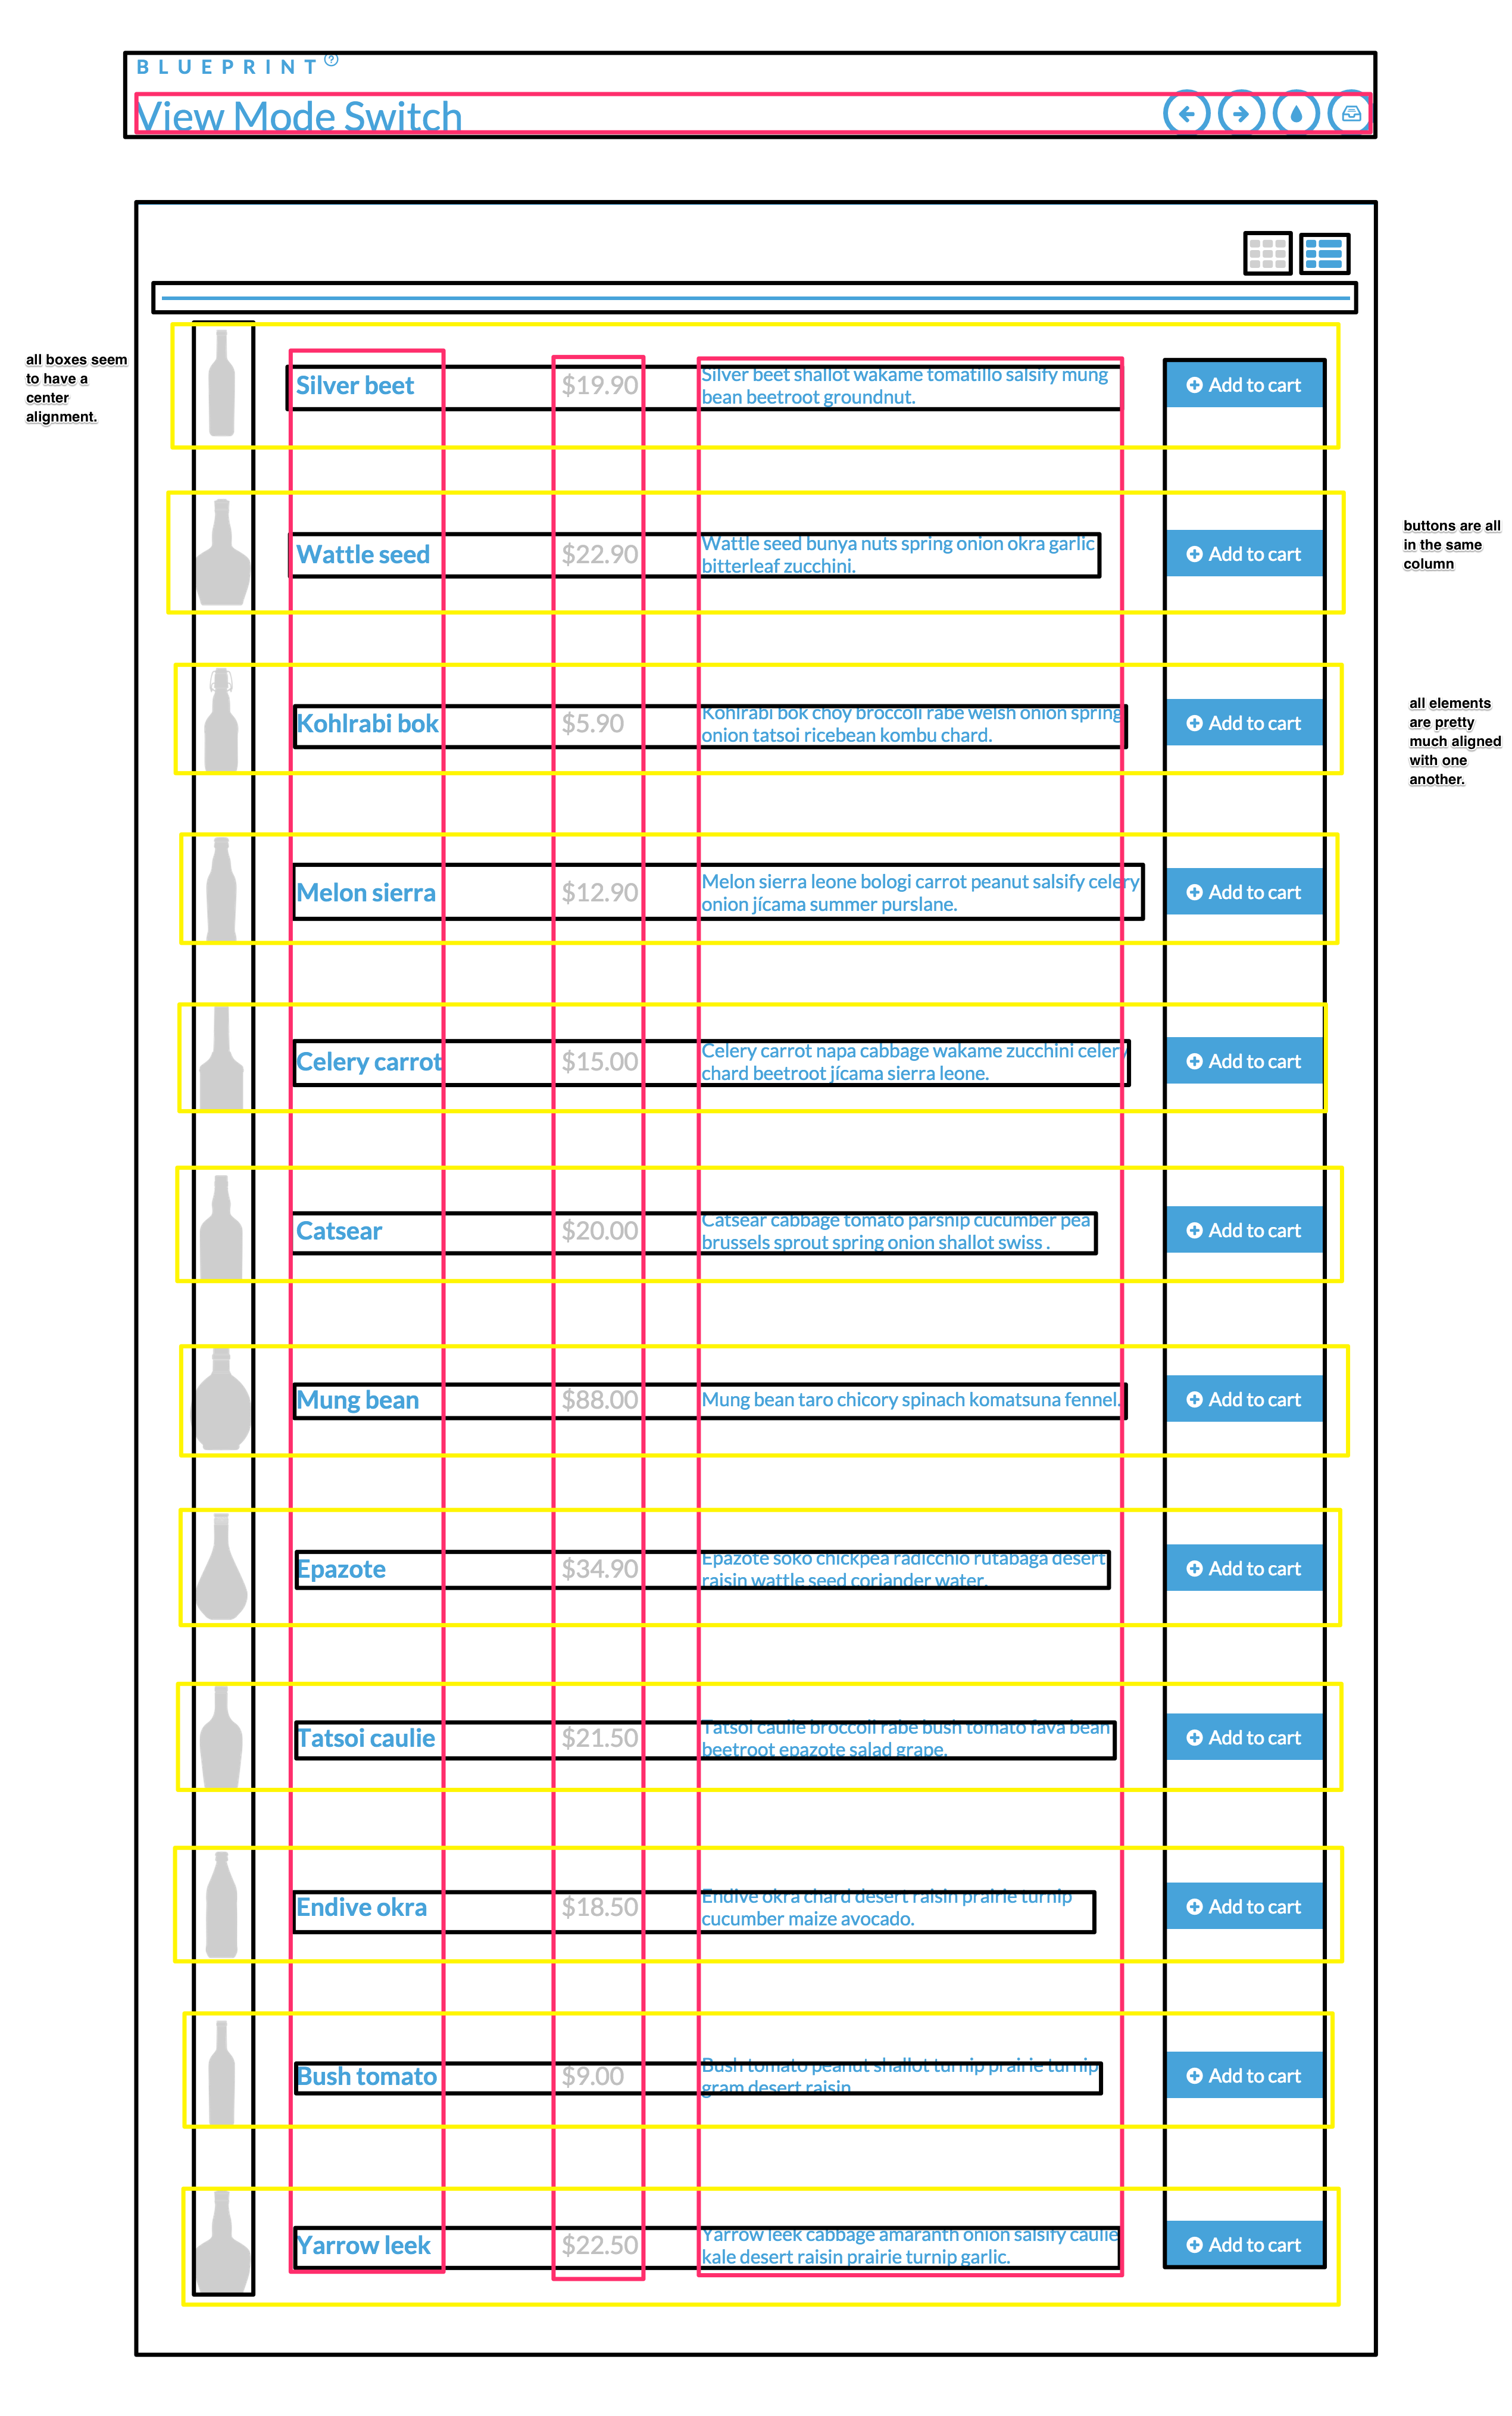 BLUEPRINT
View Mode Switch
all boxes seem
to have a
center
alignment.
Silver beet
$19.90
Silver beet shallot wakame tomatillo salsify mung
bean beetroot groundnut.
Add to cart
Wattle seed
$22.90
Wattle seed bunya nuts spring onion okra garlic
bitterleaf zucchini.
Add to cart
buttons are all
in the same
column
Kohlrabi bok
$5.90
Kohlrabi bok choy broccoli rabe welsh onion spring
onion tatsoi ricebean kombu chard.
Add to cart
all elements
are pretty
much aligned
with one
another.
Melon sierra
$12.90
Melon sierra leone bologi carrot peanut salsify celery
onion jícama summer purslane.
Add to cart
Celery carrot
$15.00
Celery carrot napa cabbage wakame zucchini celery
chard beetroot jícama sierra leone.
Add to cart
Catsear
$20.00
Catsear cabbage tomato parsnip cucumber pea
brussels sprout spring onion shallot swiss .
Add to cart
Mung bean
$88.00
Mung bean taro chicory spinach komatsuna fennel.
Add to cart
Epazote
$34.90
Epazote soko chickpea radicchio rutabaga desert
raisin wattle seed coriander water.
Add to cart
Tatsoi caulie
$21.50
Tatsoi caulie broccoli rabe bush tomato fava bean
beetroot epazote salad grape.
Add to cart
Endive okra
$18.50
Endive okra chard desert raisin prairie turnip
cucumber maize avocado.
Add to cart
Bush tomato
$9.00
Bush tomato peanut shallot turnip prairie turnip
gram desert raisin
Add to cart
Yarrow leek
$22.50
Yarrow leek cabbage amaranth onion salsify caulie
kale desert raisin prairie turnip garlic.
Add to cart